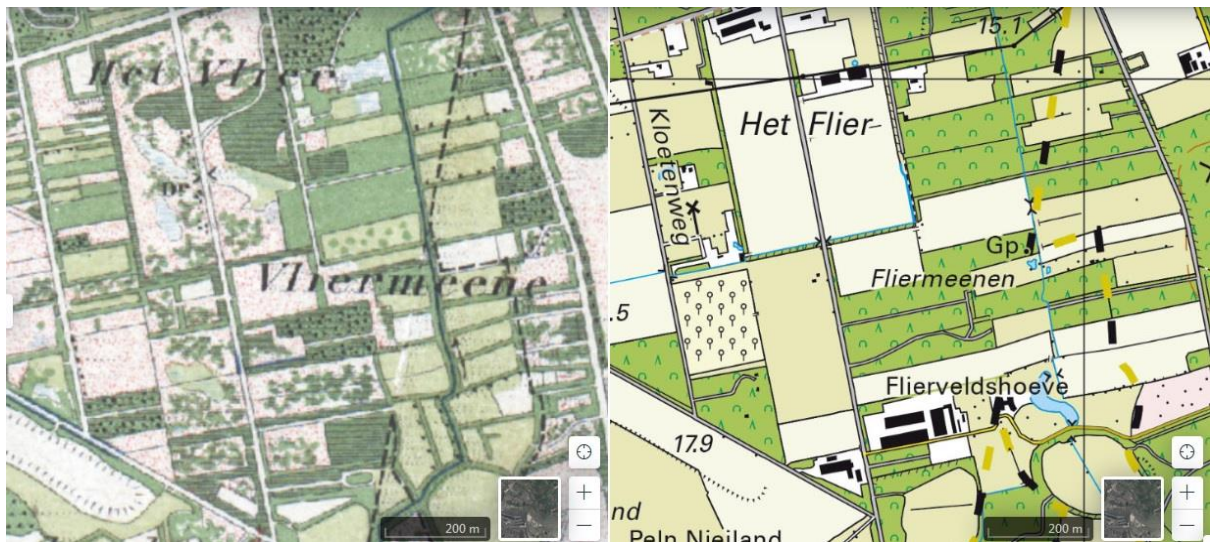 Het Vlier
Dr.
Vliermeene
200 m
15.1
Het Flier
Kloetenweg
Gp.
Fliermeenen
.5
Flierveldshoeve
17.9
nd
Pelp Nieiland
200 m